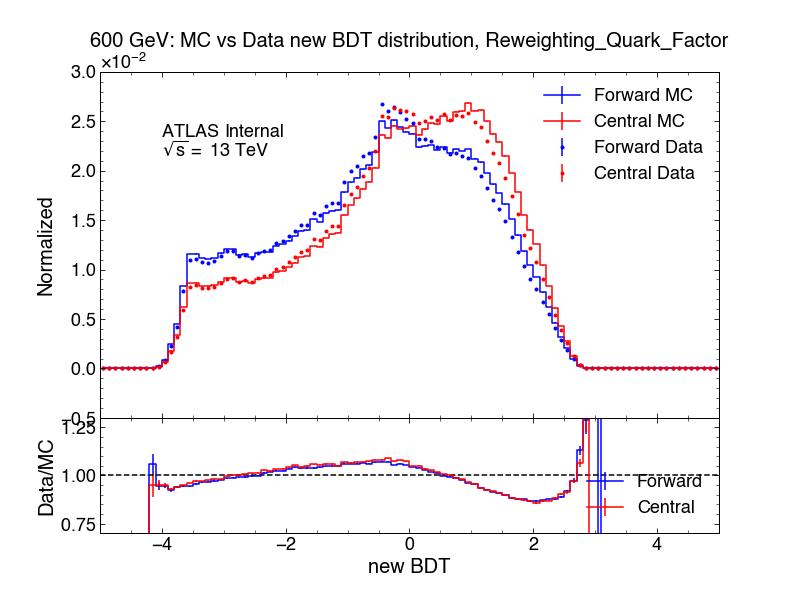 600 GeV: MC vs Data new BDT distribution, Reweighting_Quark_Factor
×10⁻²
3.0
2.5
2.0
1.5
1.0
0.5
0.0
−0.5
Normalized
ATLAS Internal
√s = 13 TeV
Forward MC
Central MC
Forward Data
Central Data
1.25
1.00
0.75
Data/MC
Forward
Central
−4 −2 0 2 4
new BDT